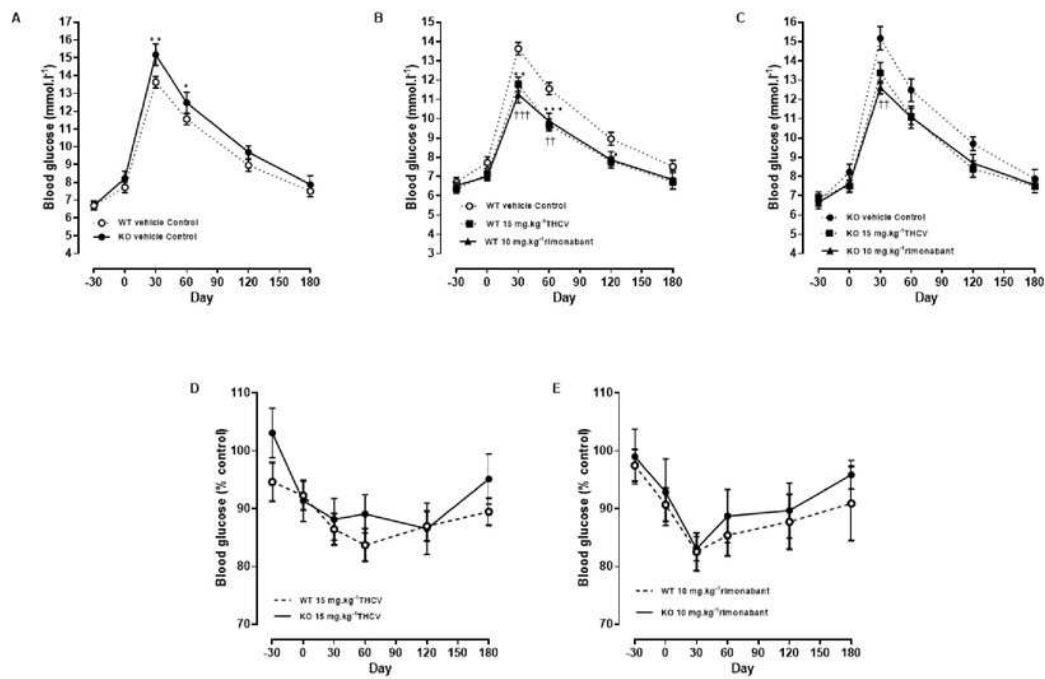 A
Blood glucose (mmol.l⁻¹)
17
16
15
14
13
12
11
10
9
8
7
6
5
4
**
*
WT vehicle Control
KO vehicle Control
-30 0 30 60 90 120 150 180
Day
B
Blood glucose (mmol.l⁻¹)
15
14
13
12
11
10
9
8
7
6
5
4
3
**
***
*
†††
††
WT vehicle Control
WT 15 mg.kg⁻¹THCV
WT 10 mg.kg⁻¹rimonabant
-30 0 30 60 90 120 150 180
Day
C
Blood glucose (mmol.l⁻¹)
16
15
14
13
12
11
10
9
8
7
6
5
4
3
††
KO vehicle Control
KO 15 mg.kg⁻¹THCV
KO 10 mg.kg⁻¹rimonabant
-30 0 30 60 90 120 150 180
Day
D
Blood glucose (% control)
110
100
90
80
70
WT 15 mg.kg⁻¹THCV
KO 15 mg.kg⁻¹THCV
-30 0 30 60 90 120 150 180
Day
E
Blood glucose (% control)
110
100
90
80
70
WT 10 mg.kg⁻¹rimonabant
KO 10 mg.kg⁻¹rimonabant
-30 0 30 60 90 120 150 180
Day